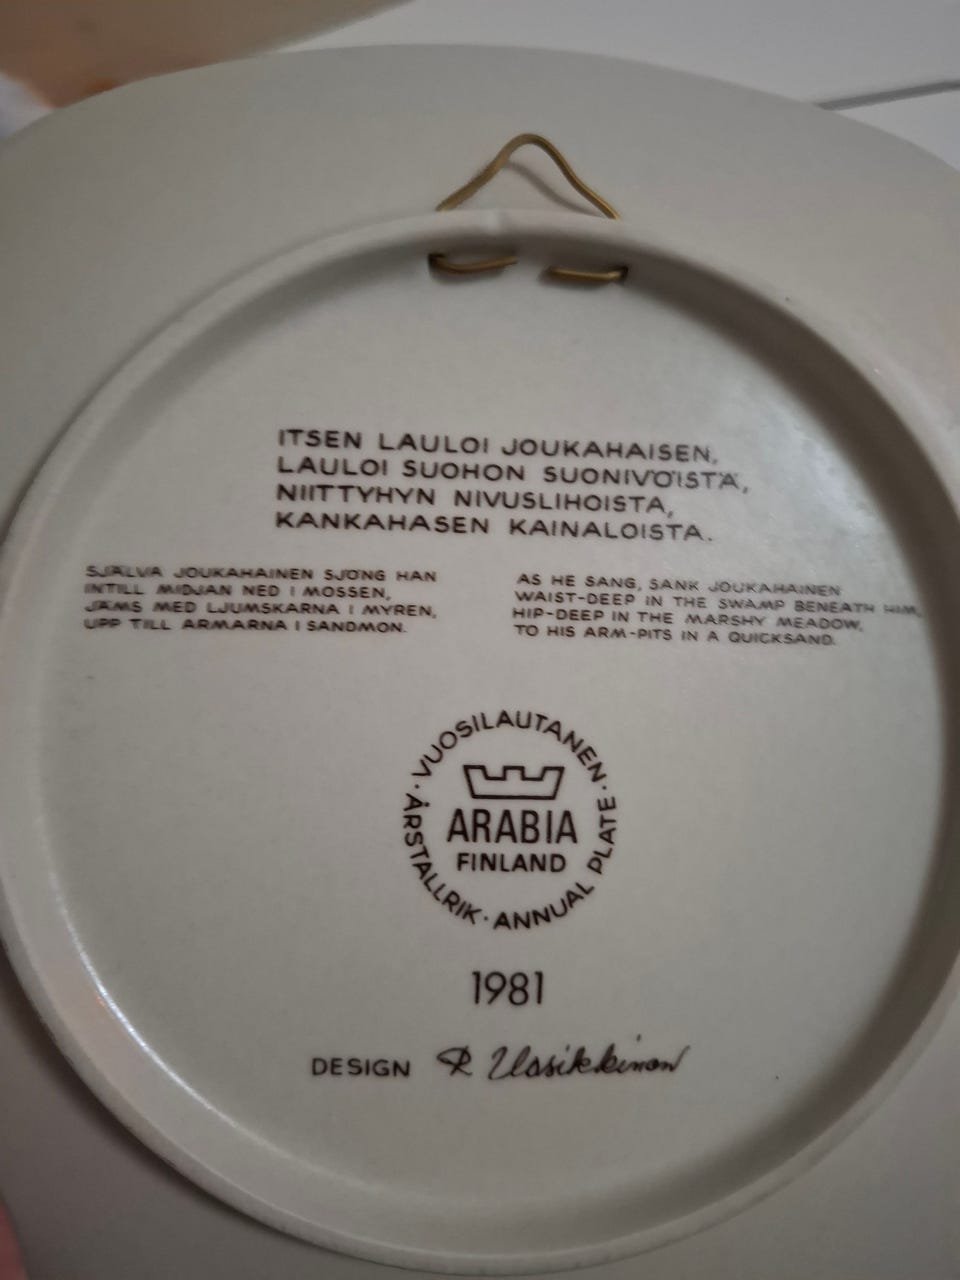 ITSEN LAULOI JOUKAHAISEN,
LAULOI SUOHON SUONIVÖISTÄ,
NIITTYHYN NIVUSLIHOISTA,
KANKAHASEN KAINALOISTA.
SJÄLVA JOUKAHAINEN SJÖNG HAN
INTILL MIDJAN NED I MOSSEN,
JÄMS MED LJUMSKARNA I MYREN,
UPP TILL ARMARNA I SANDMON.
AS HE SANG, SANK JOUKAHAINEN
WAIST-DEEP IN THE SWAMP BENEATH HIM,
HIP-DEEP IN THE MARSHY MEADOW,
TO HIS ARM-PITS IN A QUICKSAND.
· VUOSILAUTANEN · ANNUAL PLATE · ÅRSTALLRIK
ARABIA
FINLAND
1981
DESIGN R Uosikkinen